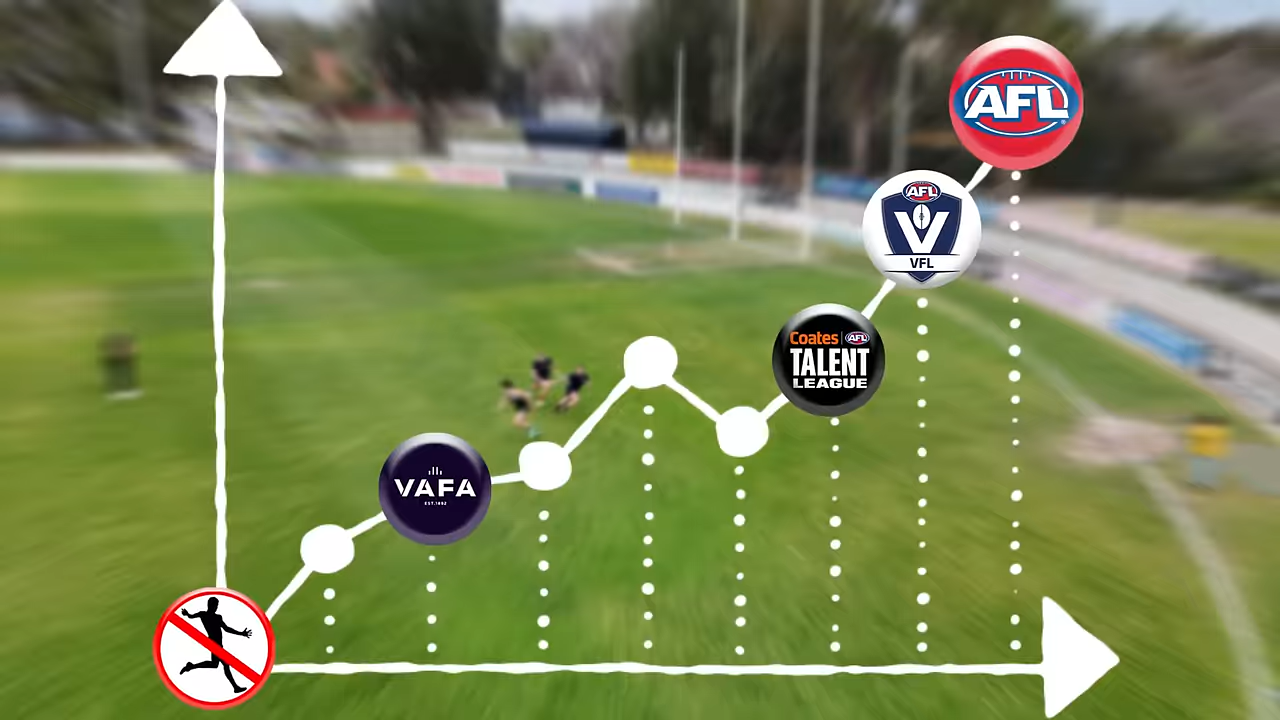 AFL
AFL
V
VFL
Coates AFL
TALENT
LEAGUE
VAFA
EST.1892